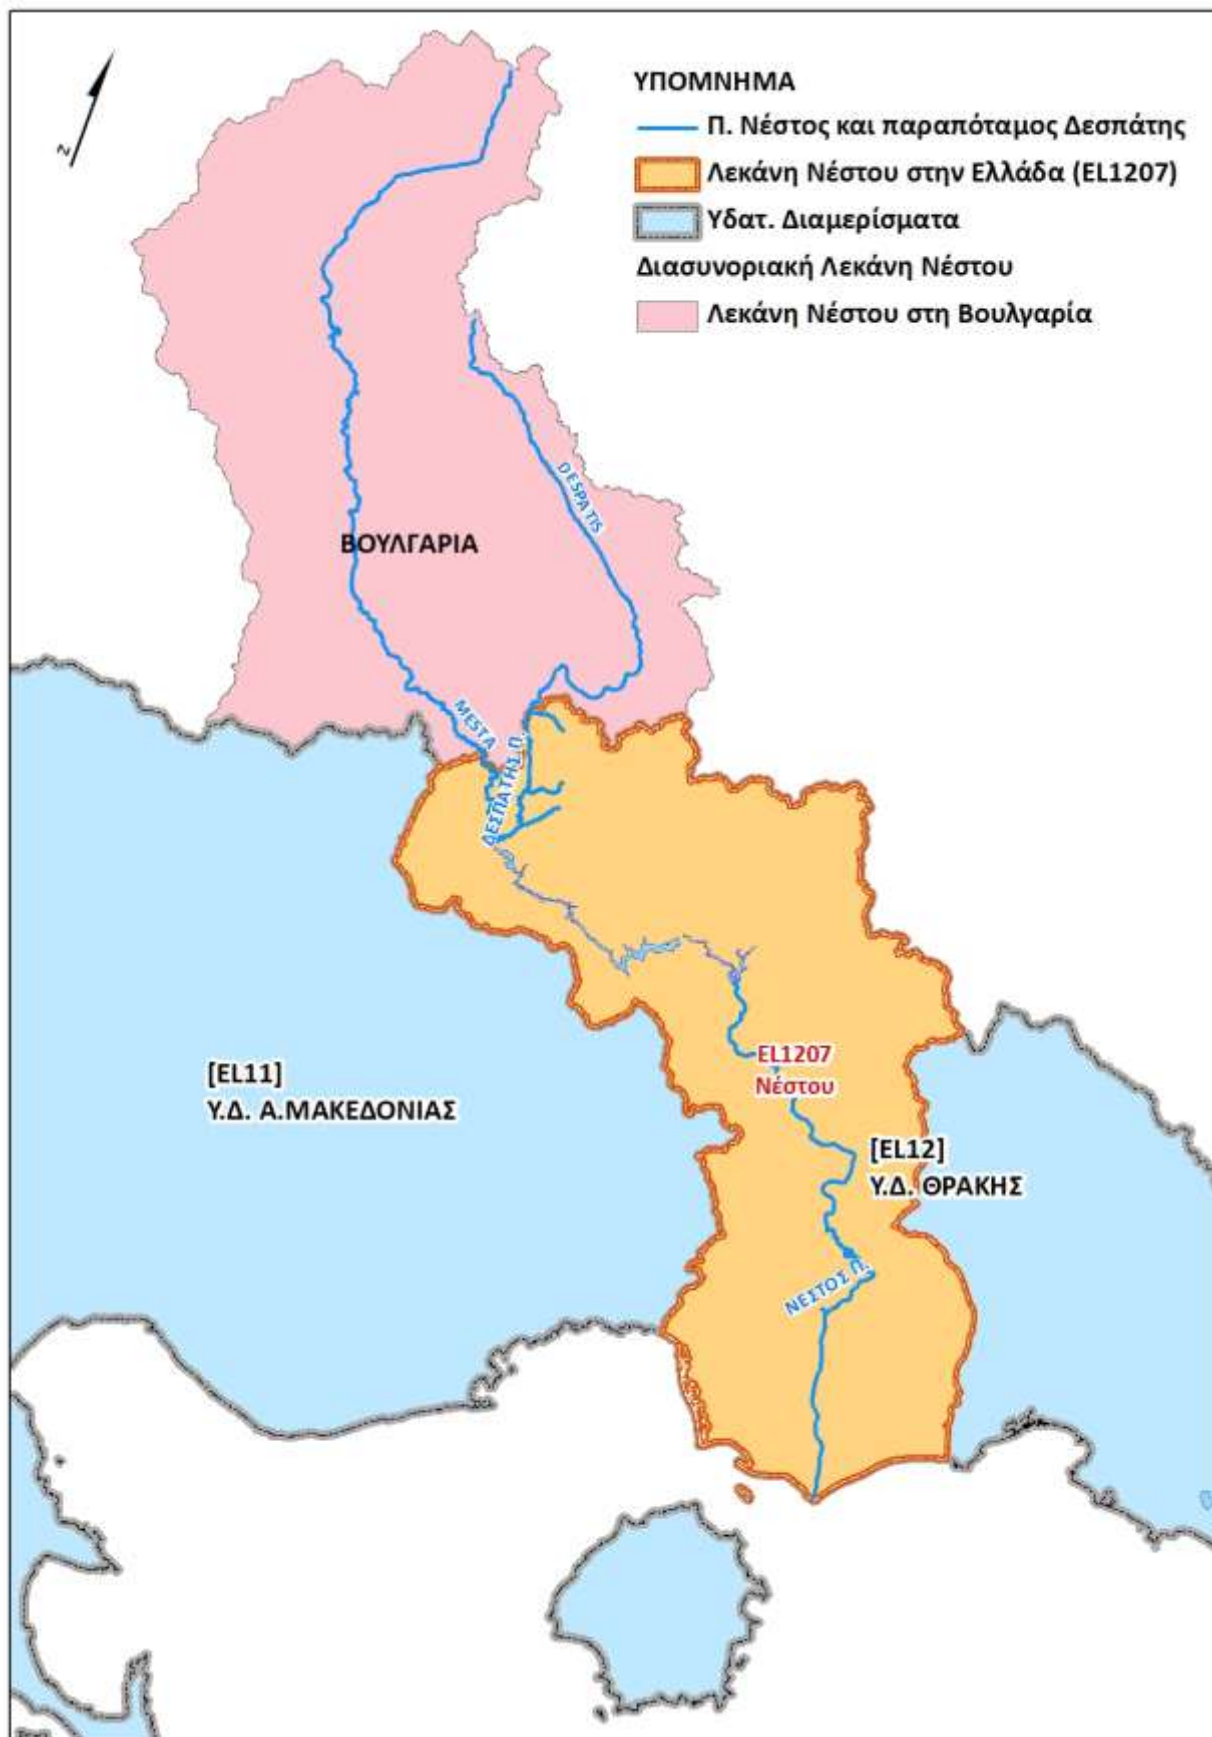 ΥΠΟΜΝΗΜΑ
Π. Νέστος και παραπόταμος Δεσπάτης
Λεκάνη Νέστου στην Ελλάδα (EL1207)
Υδατ. Διαμερίσματα
Διασυνοριακή Λεκάνη Νέστου
Λεκάνη Νέστου στη Βουλγαρία
Z
DESPATIS
ΒΟΥΛΓΑΡΙΑ
MESTA
ΔΕΣΠΑΤΗΣ Π.
EL1207
Νέστου
[EL11]
Υ.Δ. Α.ΜΑΚΕΔΟΝΙΑΣ
[EL12]
Υ.Δ. ΘΡΑΚΗΣ
ΝΕΣΤΟΣ Π.